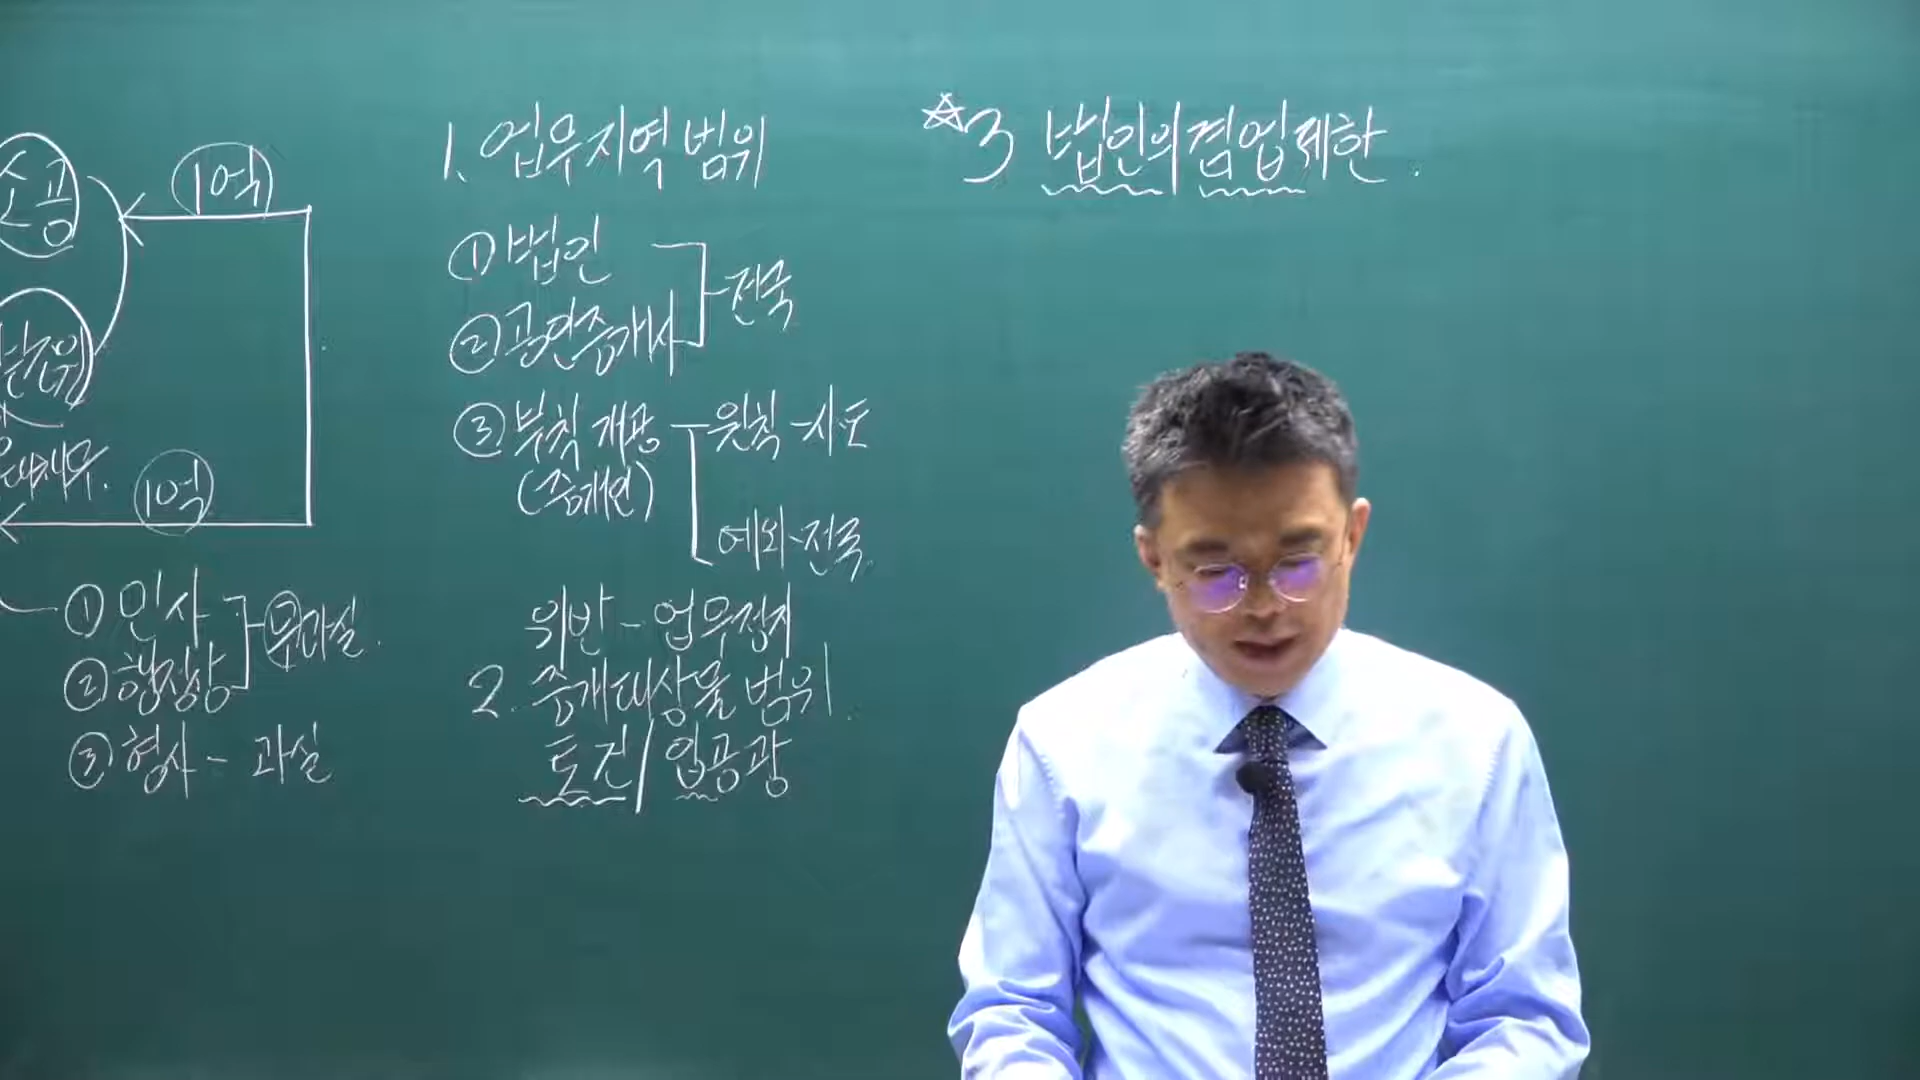 소공
1억
1억
① 민사
② 행정상 무과실.
③ 형사 - 과실
1. 업무지역 범위
① 법인
② 공인중개사 전국
③ 부칙 개공 원칙 - 시·도
(중개인)
예외 - 전국.
위반 - 업무정지
2. 중개대상물 범위.
토건/입공광
☆3 법인의 겸업제한.